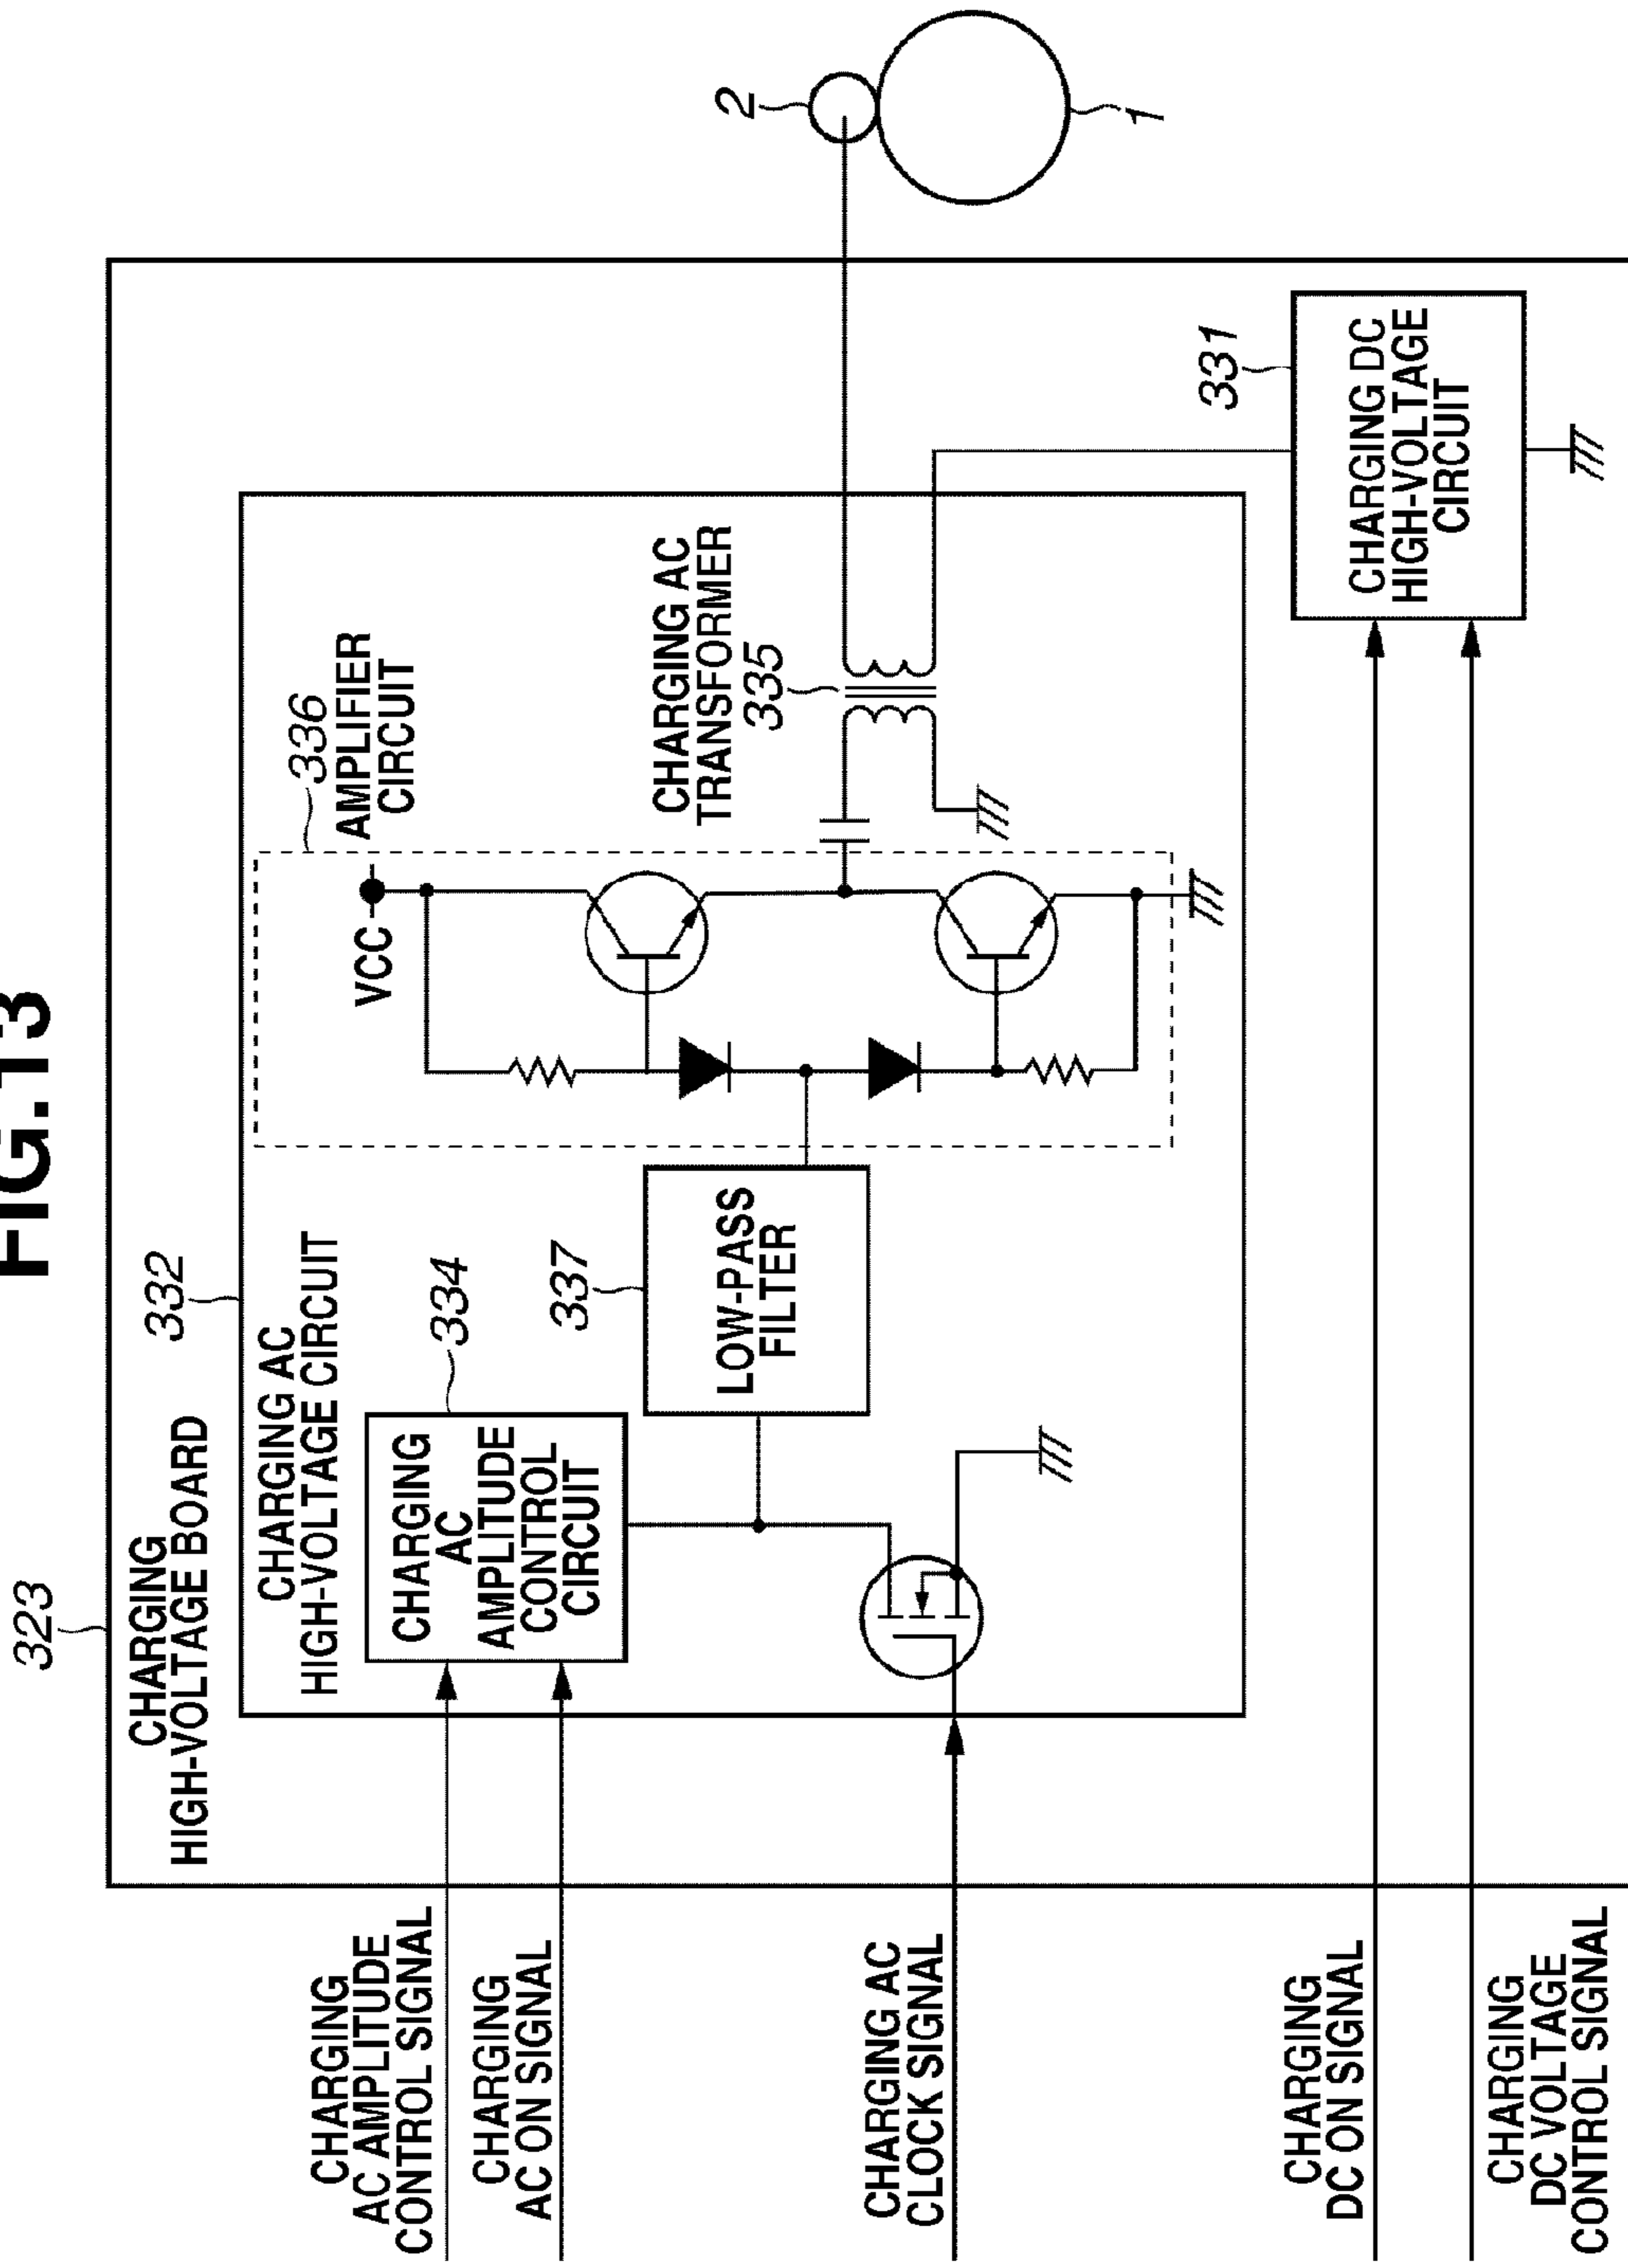 FIG.13
323
CHARGING
HIGH-VOLTAGE BOARD
332
CHARGING AC
HIGH-VOLTAGE CIRCUIT
CHARGING
AC AMPLITUDE
CONTROL SIGNAL
CHARGING
AC ON SIGNAL
334
CHARGING
AC
AMPLITUDE
CONTROL
CIRCUIT
337
LOW-PASS
FILTER
336
AMPLIFIER
CIRCUIT
VCC
CHARGING AC
TRANSFORMER
335
2
1
CHARGING AC
CLOCK SIGNAL
331
CHARGING DC
HIGH-VOLTAGE
CIRCUIT
CHARGING
DC ON SIGNAL
CHARGING
DC VOLTAGE
CONTROL SIGNAL